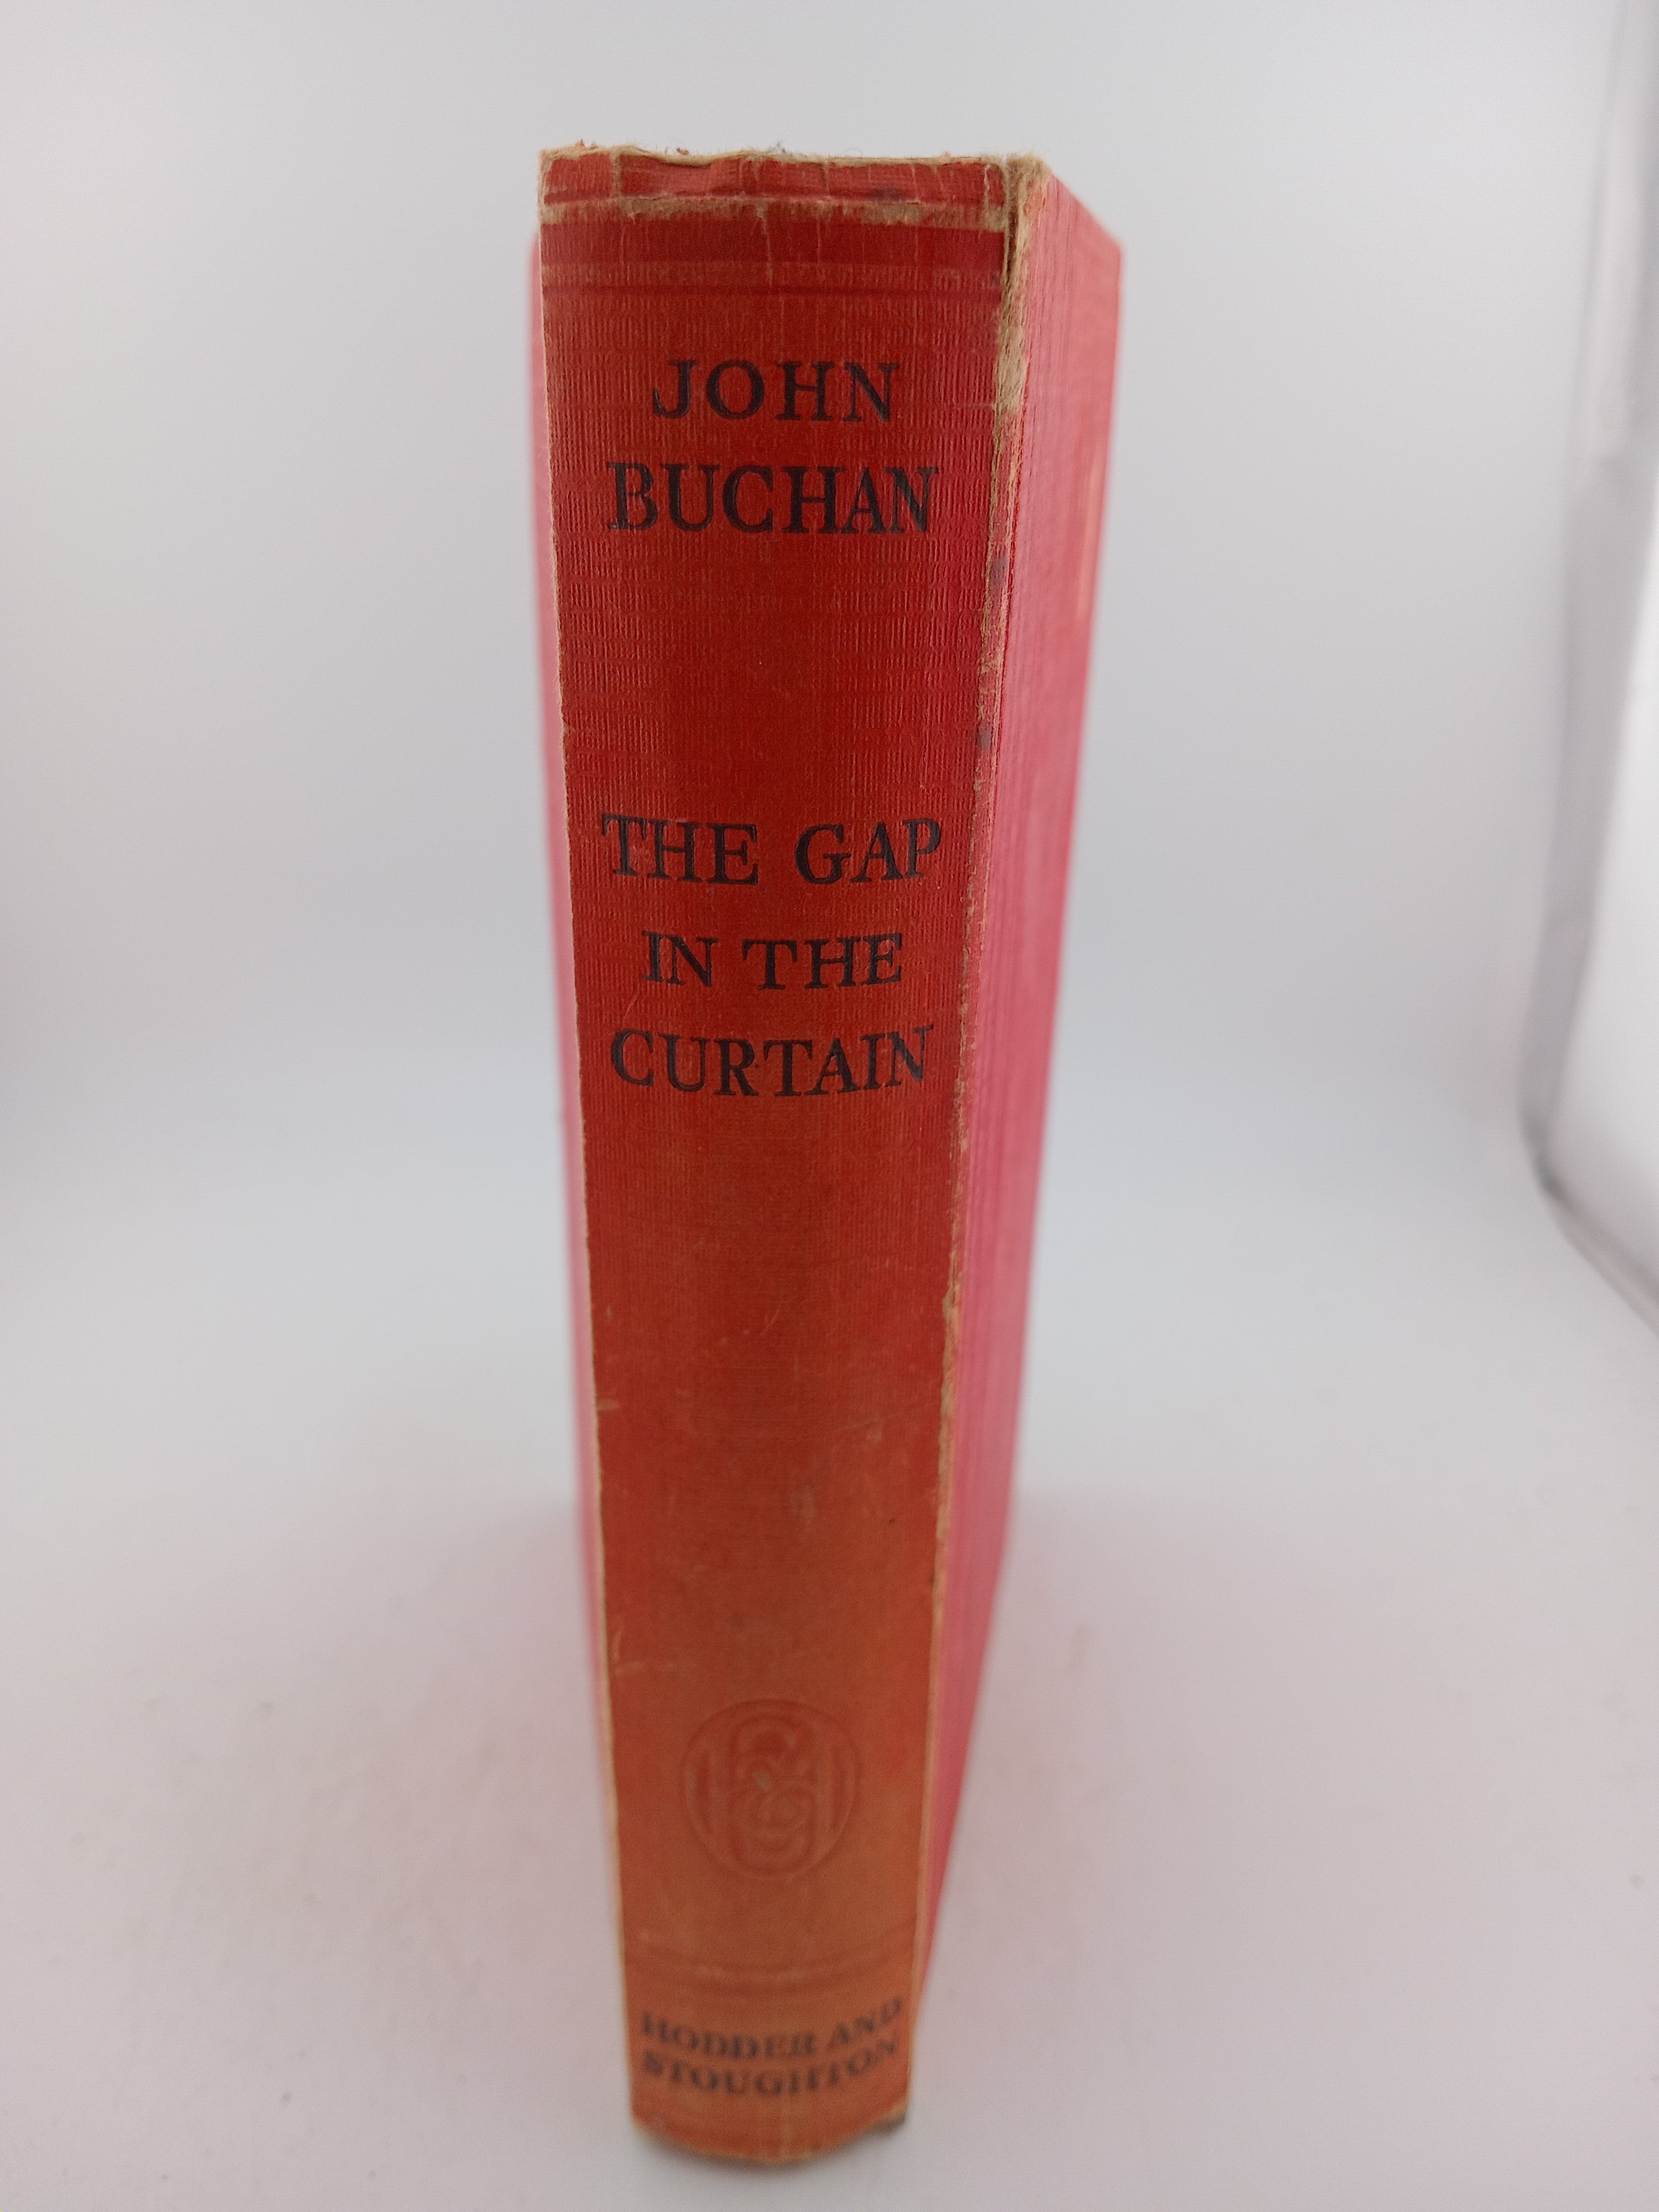 JOHN
BUCHAN
THE GAP
IN THE
CURTAIN
HODDER AND
STOUGHTON